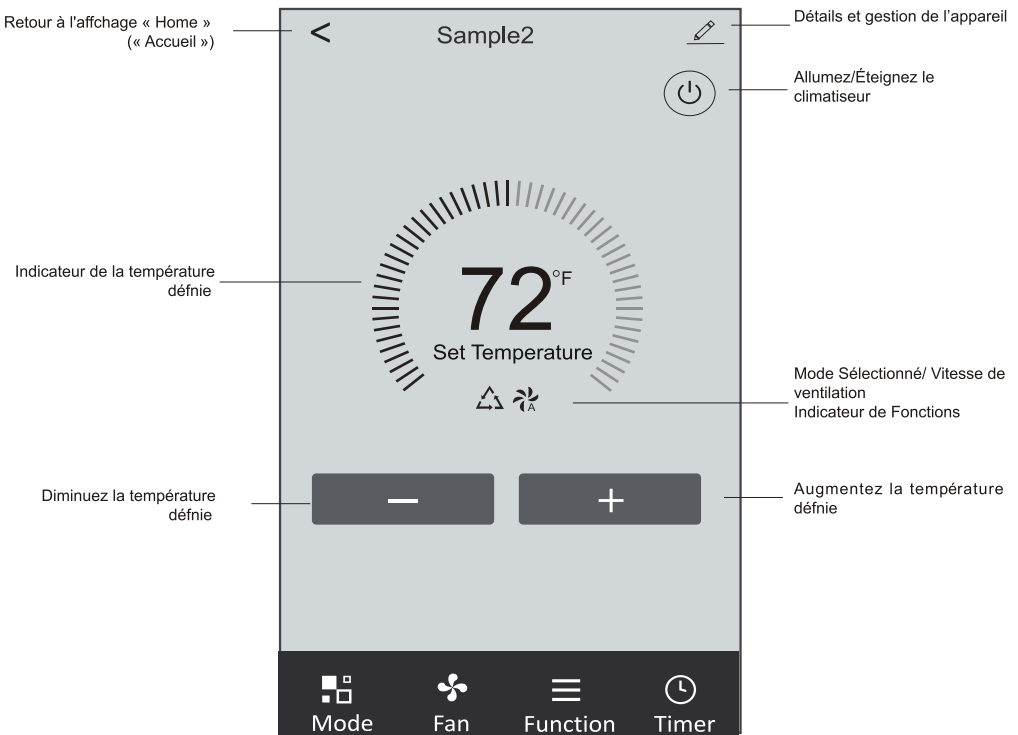 Retour à l'affchage « Home »
(« Accueil »)
<
Sample2
Détails et gestion de l’appareil
Allumez/Éteignez le
climatiseur
Indicateur de la température
défnie
72°F
Set Temperature
A
Mode Sélectionné/ Vitesse de
ventilation
Indicateur de Fonctions
Diminuez la température
défnie
—
+
Augmentez la température
défnie
Mode
Fan
Function
Timer